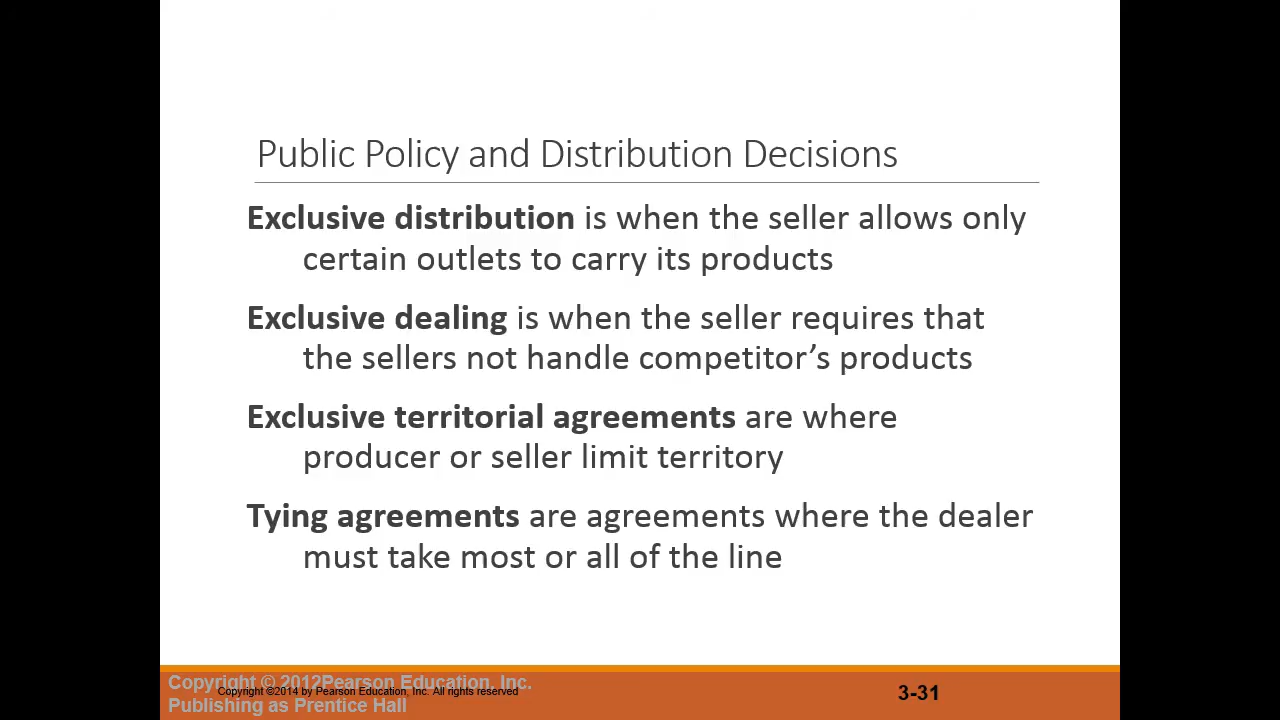 Public Policy and Distribution Decisions
Exclusive distribution is when the seller allows only
certain outlets to carry its products
Exclusive dealing is when the seller requires that
the sellers not handle competitor’s products
Exclusive territorial agreements are where
producer or seller limit territory
Tying agreements are agreements where the dealer
must take most or all of the line
Copyright © 2012Pearson Education, Inc.
Copyright ©2014 by Pearson Education, Inc. All rights reserved
Publishing as Prentice Hall
3-31